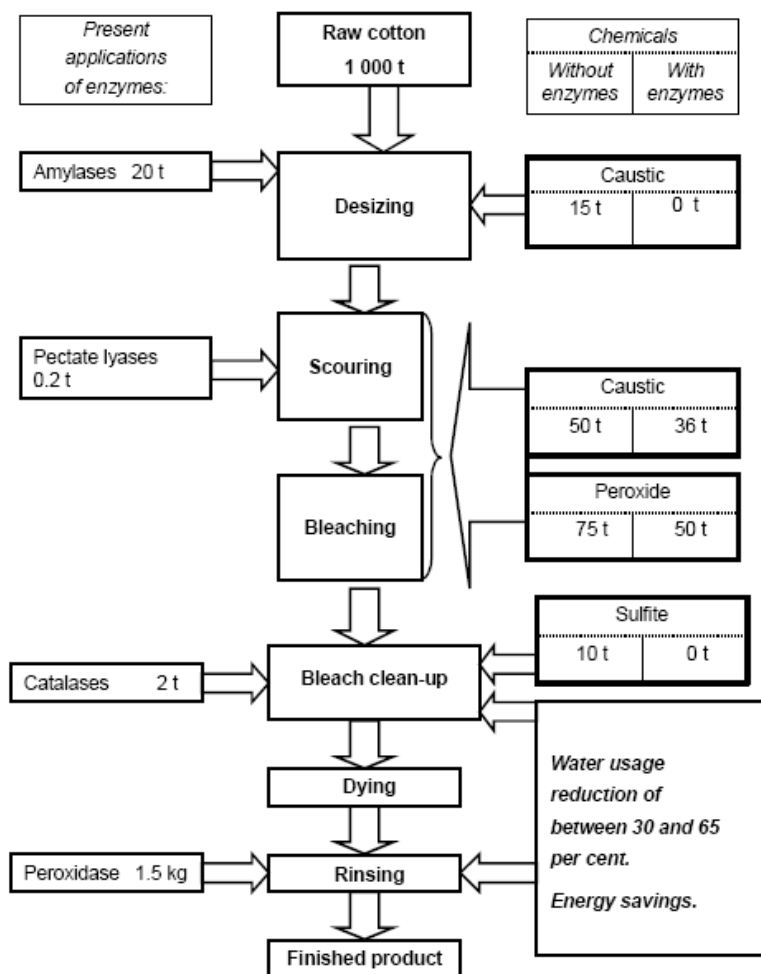 Present
applications
of enzymes:
Raw cotton
1 000 t
Chemicals
Without
enzymes
With
enzymes
Amylases 20 t
Desizing
Caustic
15 t
0 t
Pectate lyases
0.2 t
Scouring
Caustic
50 t
36 t
Bleaching
Peroxide
75 t
50 t
Sulfite
10 t
0 t
Catalases 2 t
Bleach clean-up
Water usage
reduction of
between 30 and 65
per cent.
Energy savings.
Dying
Peroxidase 1.5 kg
Rinsing
Finished product